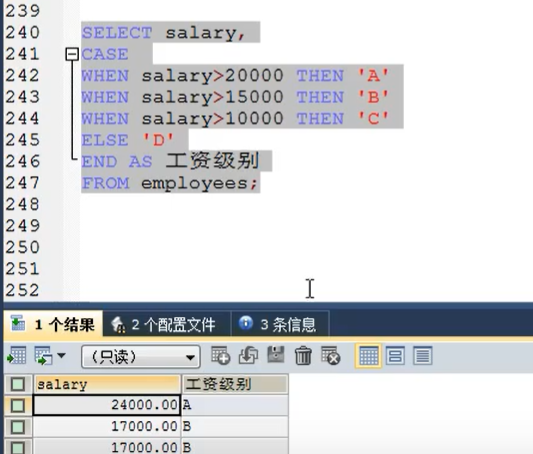 239
240 SELECT salary,
241 CASE
242 WHEN salary>20000 THEN 'A'
243 WHEN salary>15000 THEN 'B'
244 WHEN salary>10000 THEN 'C'
245 ELSE 'D'
246 END AS 工资级别
247 FROM employees;
248
249
250
251
252
1 个结果 2 个配置文件 3 条信息
(只读)
salary 工资级别
24000.00 A
17000.00 B
17000.00 B